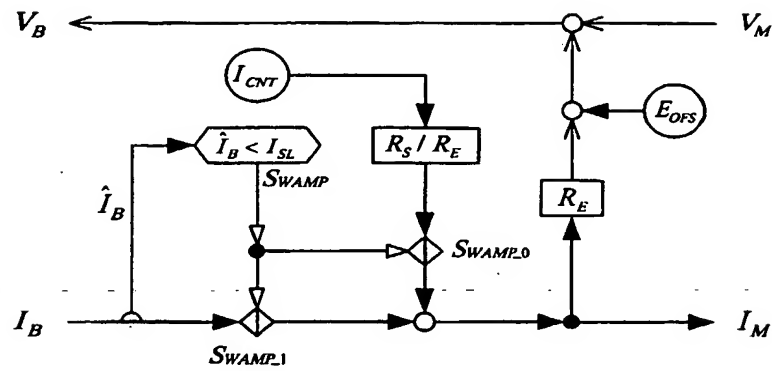 V_B V_M
I_CNT
E_OFS
Î_B < I_SL R_S / R_E
S_WAMP
Î_B R_E
S_WAMP_0
I_B I_M
S_WAMP_1